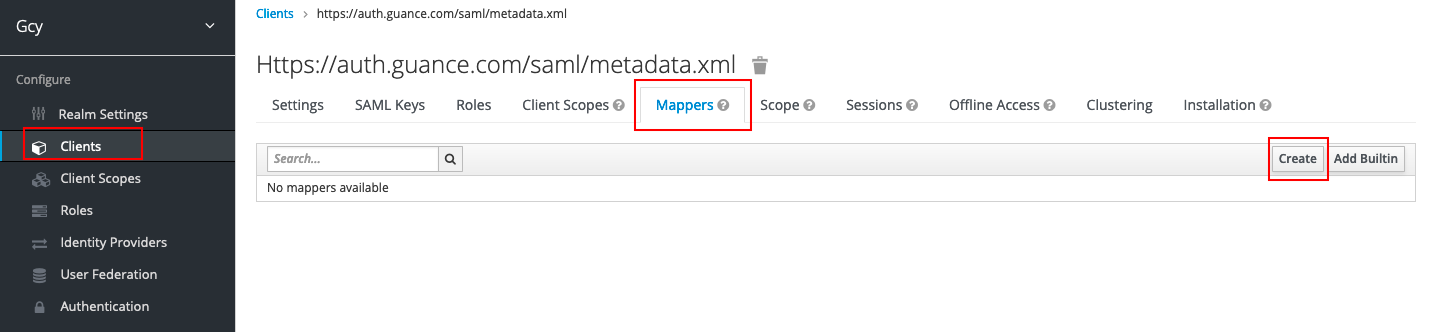 Gcy
Configure
Realm Settings
Clients
Client Scopes
Roles
Identity Providers
User Federation
Authentication
Clients > https://auth.guance.com/saml/metadata.xml
Https://auth.guance.com/saml/metadata.xml
Settings SAML Keys Roles Client Scopes ? Mappers ? Scope ? Sessions ? Offline Access ? Clustering Installation ?
Search... Create Add Builtin
No mappers available